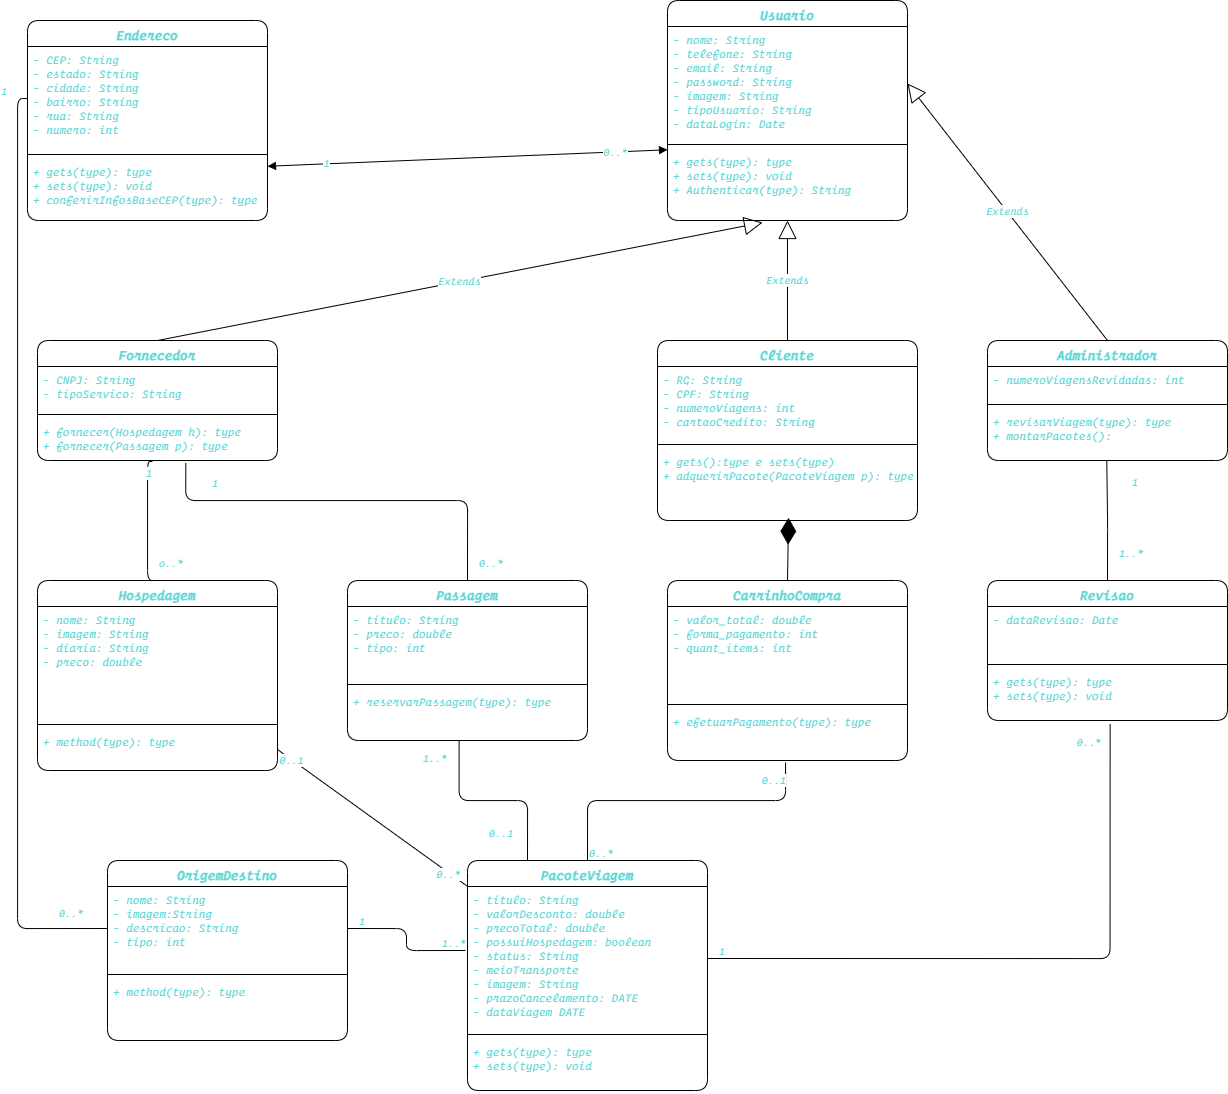 Endereco
- CEP: String
- estado: String
- cidade: String
- bairro: String
- rua: String
- numero: int
+ gets(type): type
+ sets(type): void
+ conferirInfosBaseCEP(type): type
Usuario
- nome: String
- telefone: String
- email: String
- password: String
- imagem: String
- tipoUsuario: String
- dataLogin: Date
+ gets(type): type
+ sets(type): void
+ Authenticar(type): String
1
1
0..*
Extends
Extends
Extends
Fornecedor
- CNPJ: String
- tipoServico: String
+ fornecer(Hospedagem h): type
+ fornecer(Passagem p): type
Cliente
- RG: String
- CPF: String
- numeroViagens: int
- cartaoCredito: String
+ gets():type e sets(type)
+ adquerirPacote(PacoteViagem p): type
Administrador
- numeroViagensRevidadas: int
+ revisarViagem(type): type
+ montarPacotes():
1
1
1
o..*
0..*
1..*
Hospedagem
- nome: String
- imagem: String
- diaria: String
- preco: double
+ method(type): type
Passagem
- titulo: String
- preco: double
- tipo: int
+ reservarPassagem(type): type
CarrinhoCompra
- valor_total: double
- forma_pagamento: int
- quant_items: int
+ efetuarPagamento(type): type
Revisao
- dataRevisao: Date
+ gets(type): type
+ sets(type): void
0..1
1..*
0..1
0..*
0..1
0..*
0..*
OrigemDestino
- nome: String
- imagem:String
- descricao: String
- tipo: int
+ method(type): type
0..*
1
1..*
PacoteViagem
- titulo: String
- valorDesconto: double
- precoTotal: double
- possuiHospedagem: boolean
- status: String
- meioTransporte
- imagem: String
- prazoCancelamento: DATE
- dataViagem DATE
+ gets(type): type
+ sets(type): void
1